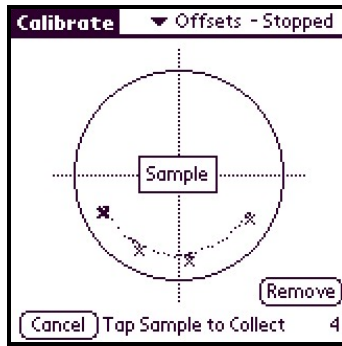 Calibrate Offsets - Stopped
Sample
Remove
Cancel Tap Sample to Collect 4